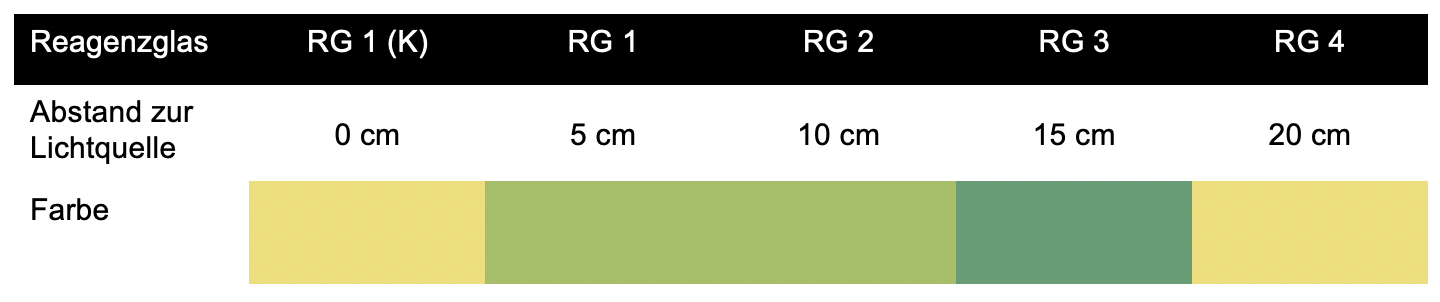 Reagenzglas RG 1 (K) RG 1 RG 2 RG 3 RG 4
Abstand zur
Lichtquelle 0 cm 5 cm 10 cm 15 cm 20 cm
Farbe